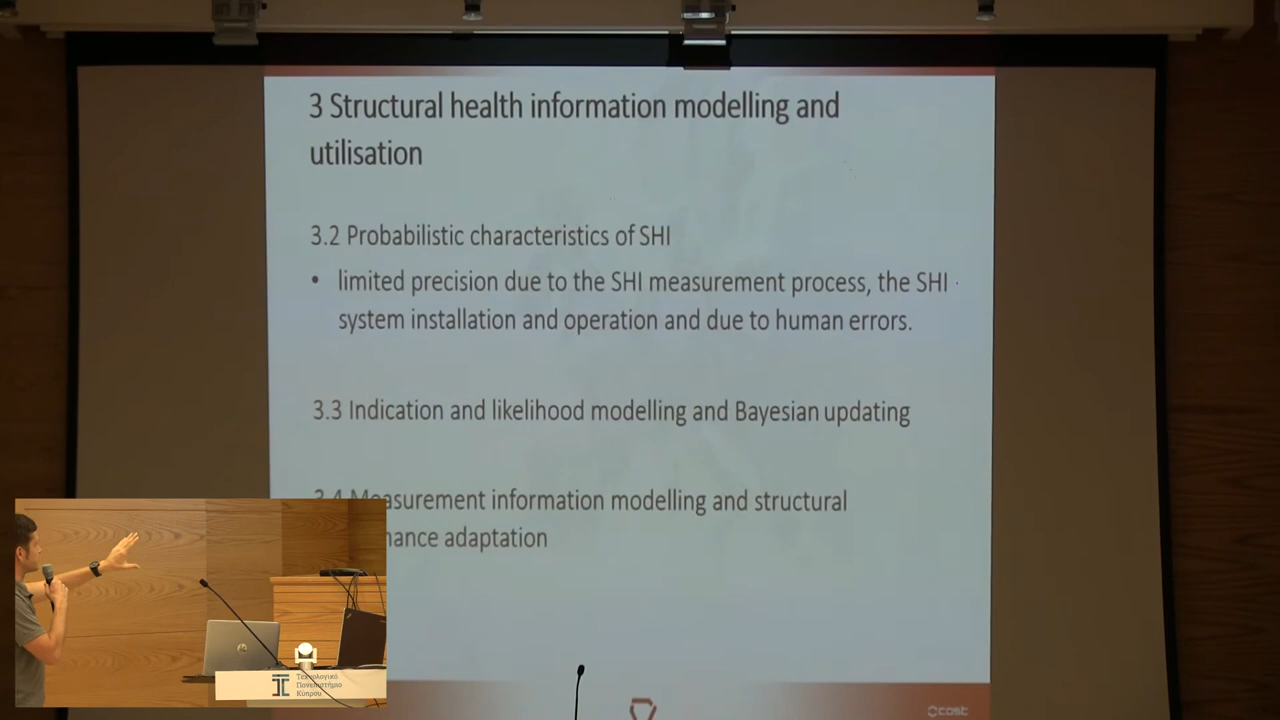 3 Structural health information modelling and
utilisation
3.2 Probabilistic characteristics of SHI
• limited precision due to the SHI measurement process, the SHI
system installation and operation and due to human errors.
3.3 Indication and likelihood modelling and Bayesian updating
3.4 Measurement information modelling and structural
adaptation
Τεχνολογικό
Πανεπιστήμιο
Κύπρου
cost